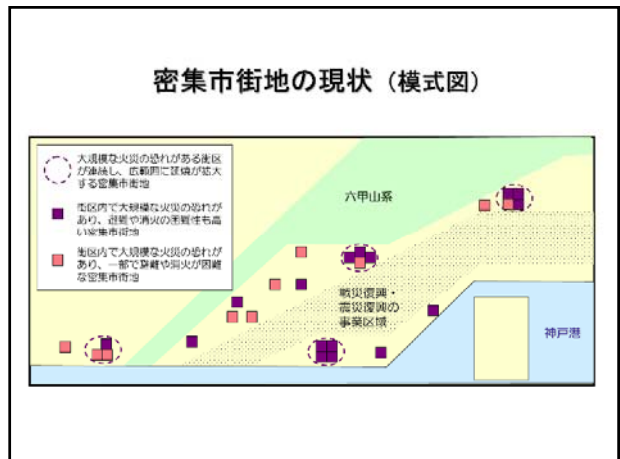 密集市街地の現状（模式図）
大規模な火災の恐れがある街区
が連続し、広範囲に延焼が拡大
する密集市街地
街区内で大規模な火災の恐れが
あり、避難や消火の困難性も高
い密集市街地
街区内で大規模な火災の恐れが
あり、一部で避難や消火が困難
な密集市街地
六甲山系
戦災復興・
震災復興の
事業区域
神戸港